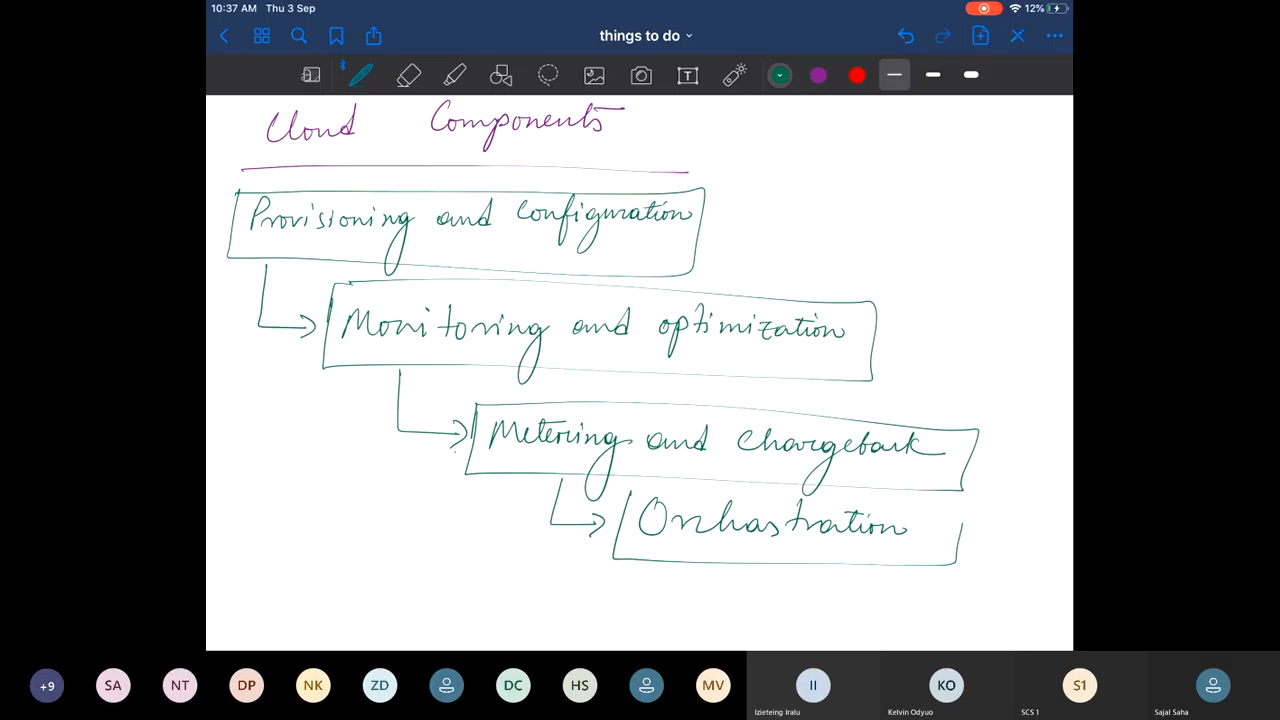 10:37 AM Thu 3 Sep
12%
things to do
T
Cloud Components
Provisioning and configuration
Monitoring and optimization
Metering and chargeback
Orchastration
+9 SA NT DP NK ZD DC HS MV II KO S1
Izieteing Iralu Kelvin Odyuo SCS 1 Sajal Saha